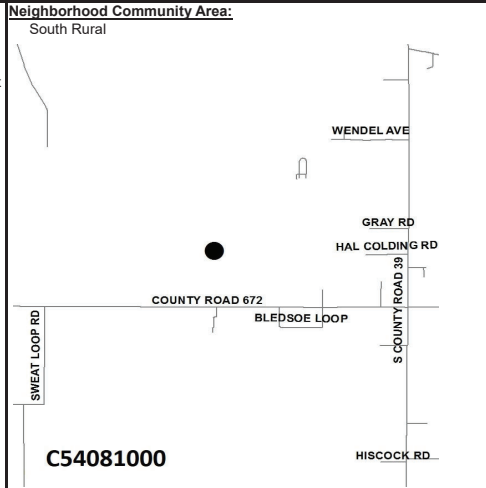 Neighborhood Community Area:
South Rural
WENDEL AVE
GRAY RD
HAL COLDING RD
S COUNTY ROAD 39
COUNTY ROAD 672
BLEDSOE LOOP
SWEAT LOOP RD
C54081000
HISCOCK RD